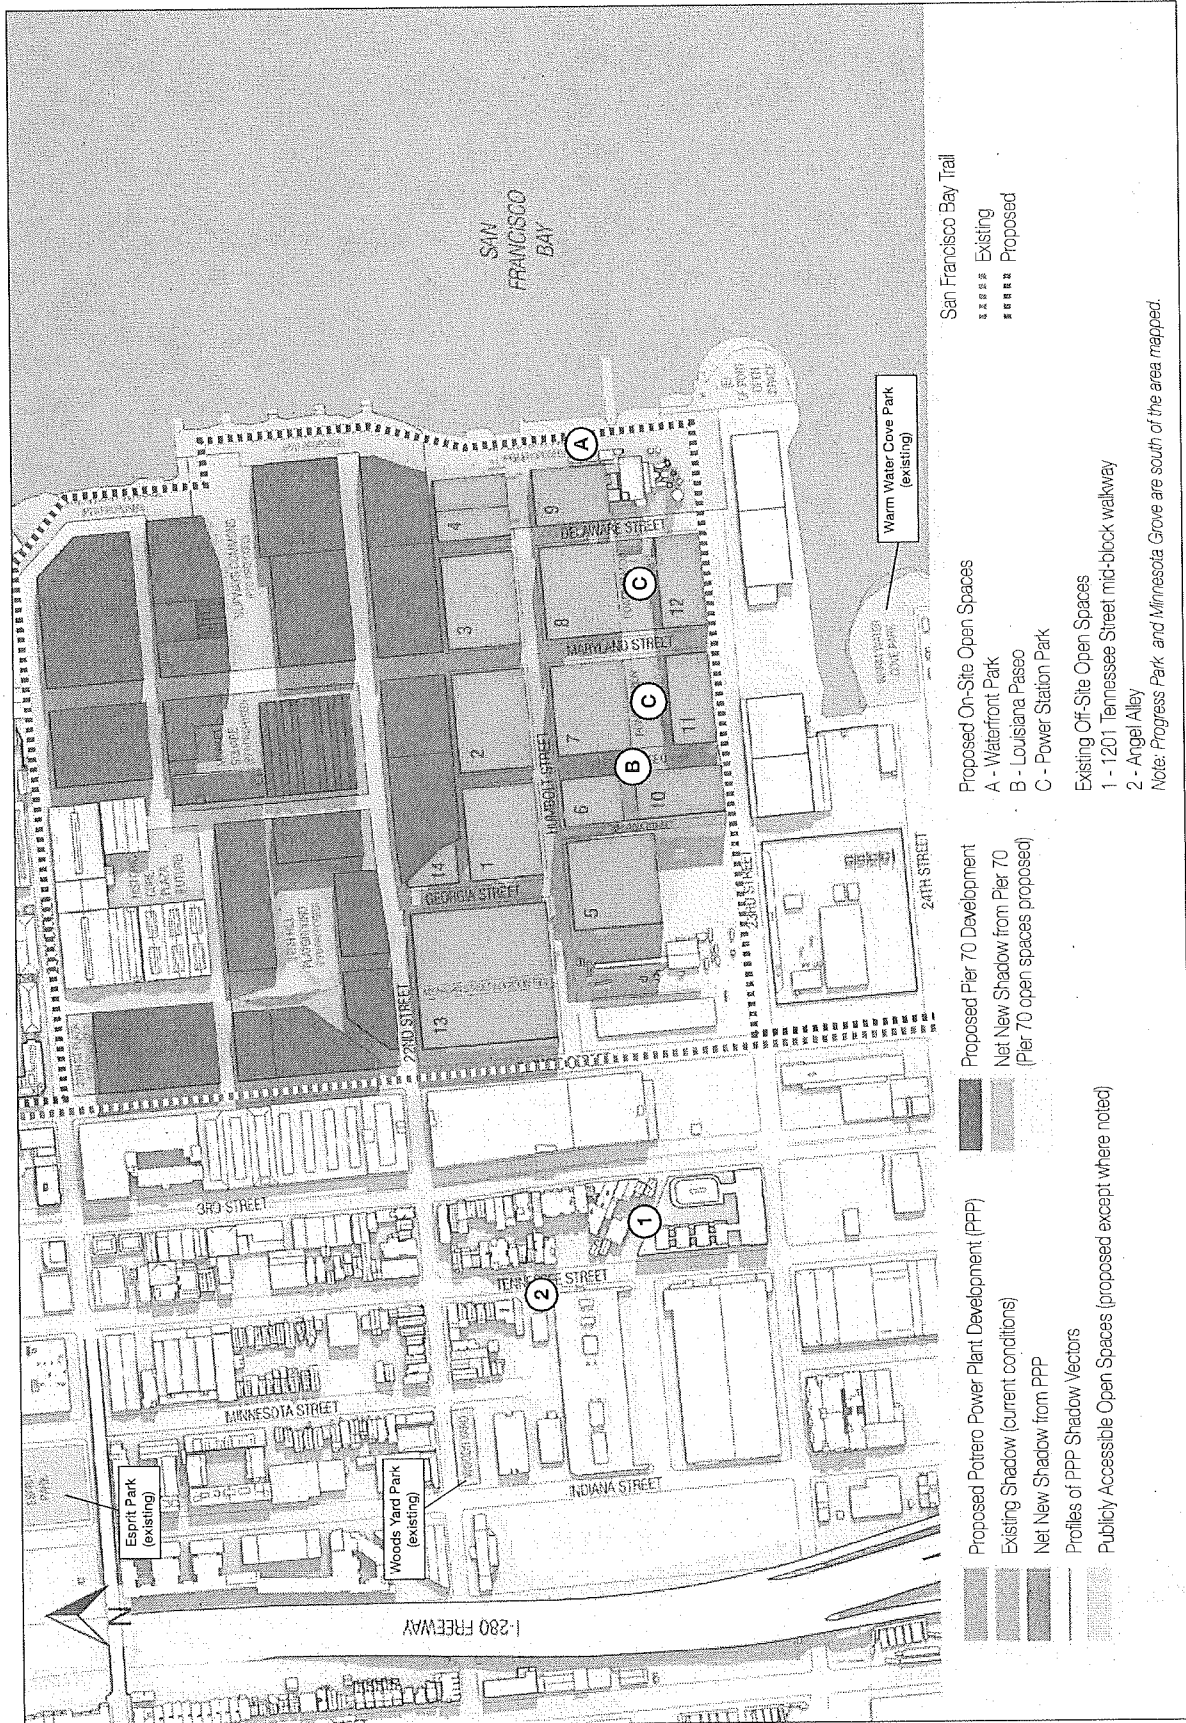 SAN
FRANCISCO
BAY
Esprit Park
(existing)
N
I-280 FREEWAY
Woods Yard Park
(existing)
MINNESOTA STREET
INDIANA STREET
TENNESSEE STREET
3RD STREET
22ND STREET
GEORGIA STREET
HUMBOLT STREET
MARYLAND STREET
DELAWARE STREET
23RD STREET
24TH STREET
13
14
1
2
3
4
5
6
7
8
9
10
11
12
A
B
C
C
1
2
Warm Water Cove Park
(existing)
Proposed Potrero Power Plant Development (PPP)
Existing Shadow (current conditions)
Net New Shadow from PPP
Profiles of PPP Shadow Vectors
Publicly Accessible Open Spaces (proposed except where noted)
Proposed Pier 70 Development
Net New Shadow from Pier 70
(Pier 70 open spaces proposed)
Proposed On-Site Open Spaces
A - Waterfront Park
B - Louisiana Paseo
C - Power Station Park
Existing Off-Site Open Spaces
1 - 1201 Tennessee Street mid-block walkway
2 - Angel Alley
Note: Progress Park and Minnesota Grove are south of the area mapped.
San Francisco Bay Trail
Existing
Proposed